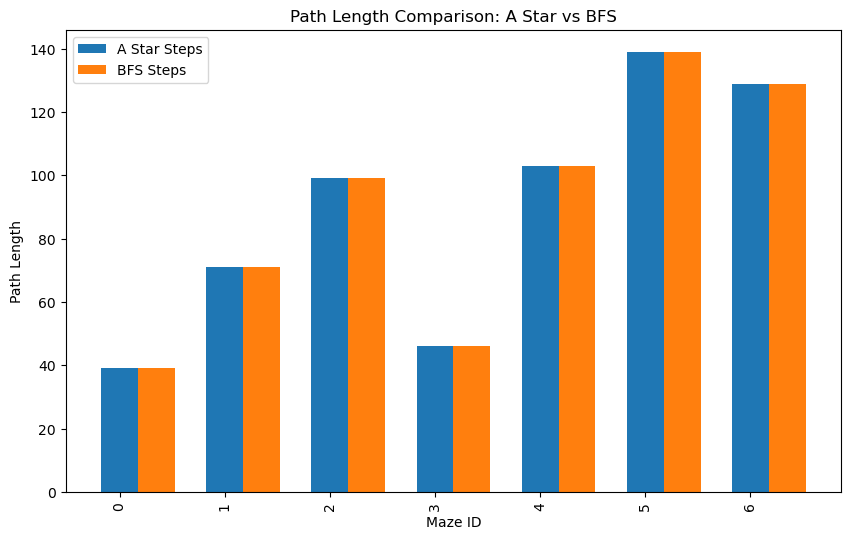 Path Length Comparison: A Star vs BFS
A Star Steps
BFS Steps
Path Length
140
120
100
80
60
40
20
0
0 1 2 3 4 5 6
Maze ID